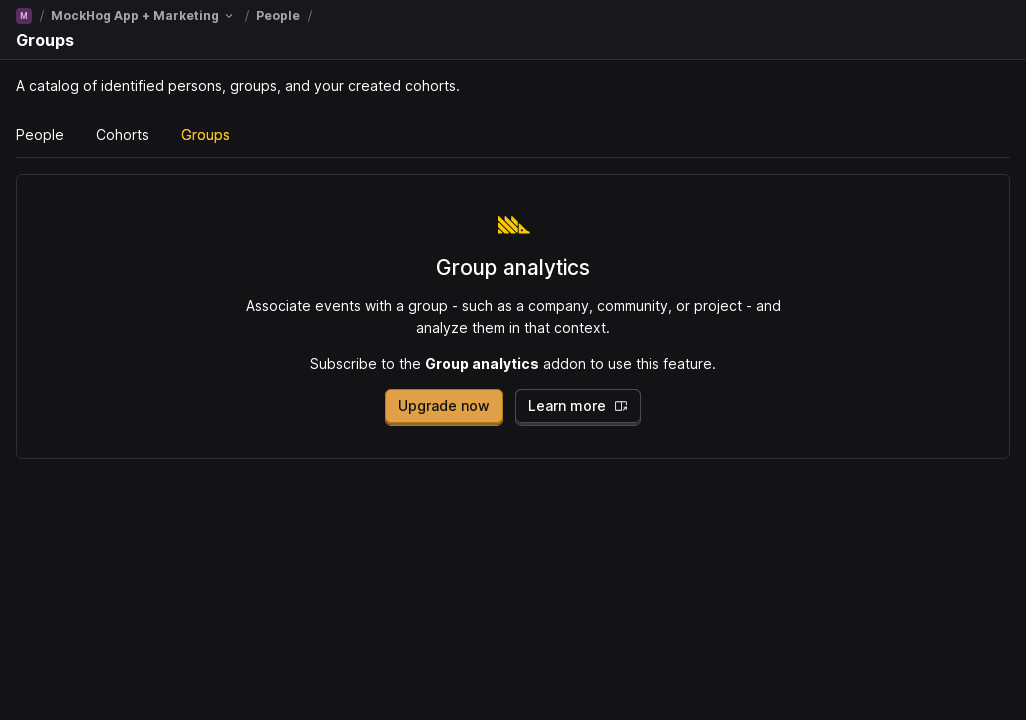 M / MockHog App + Marketing / People /
Groups
A catalog of identified persons, groups, and your created cohorts.
People Cohorts Groups
Group analytics
Associate events with a group - such as a company, community, or project - and
analyze them in that context.
Subscribe to the Group analytics addon to use this feature.
Upgrade now Learn more